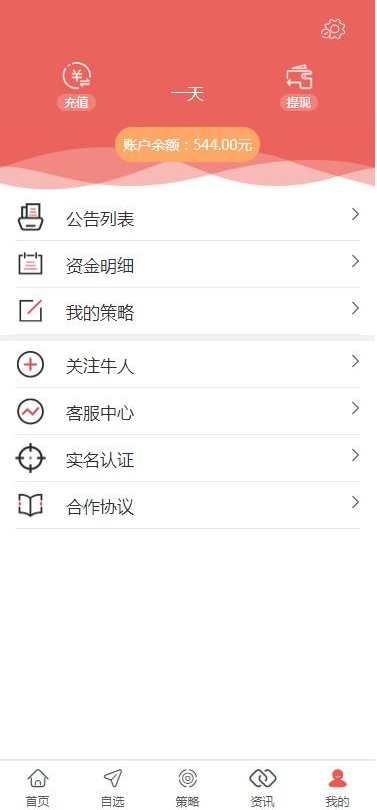 充值
一天
提现
账户余额：544.00元
公告列表
资金明细
我的策略
关注牛人
客服中心
实名认证
合作协议
首页 自选 策略 资讯 我的